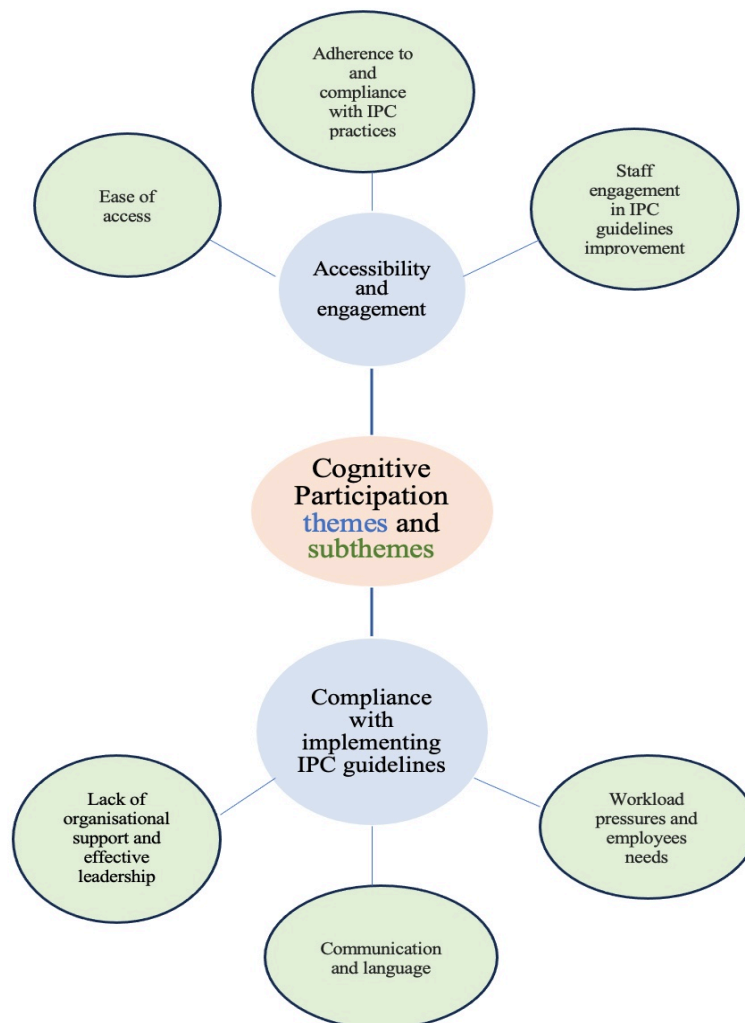 Adherence to
and
compliance
with IPC
practices
Ease of
access
Staff
engagement
in IPC
guidelines
improvement
Accessibility
and
engagement
Cognitive
Participation
themes and
subthemes
Compliance
with
implementing
IPC guidelines
Lack of
organisational
support and
effective
leadership
Workload
pressures and
employees
needs
Communication
and language